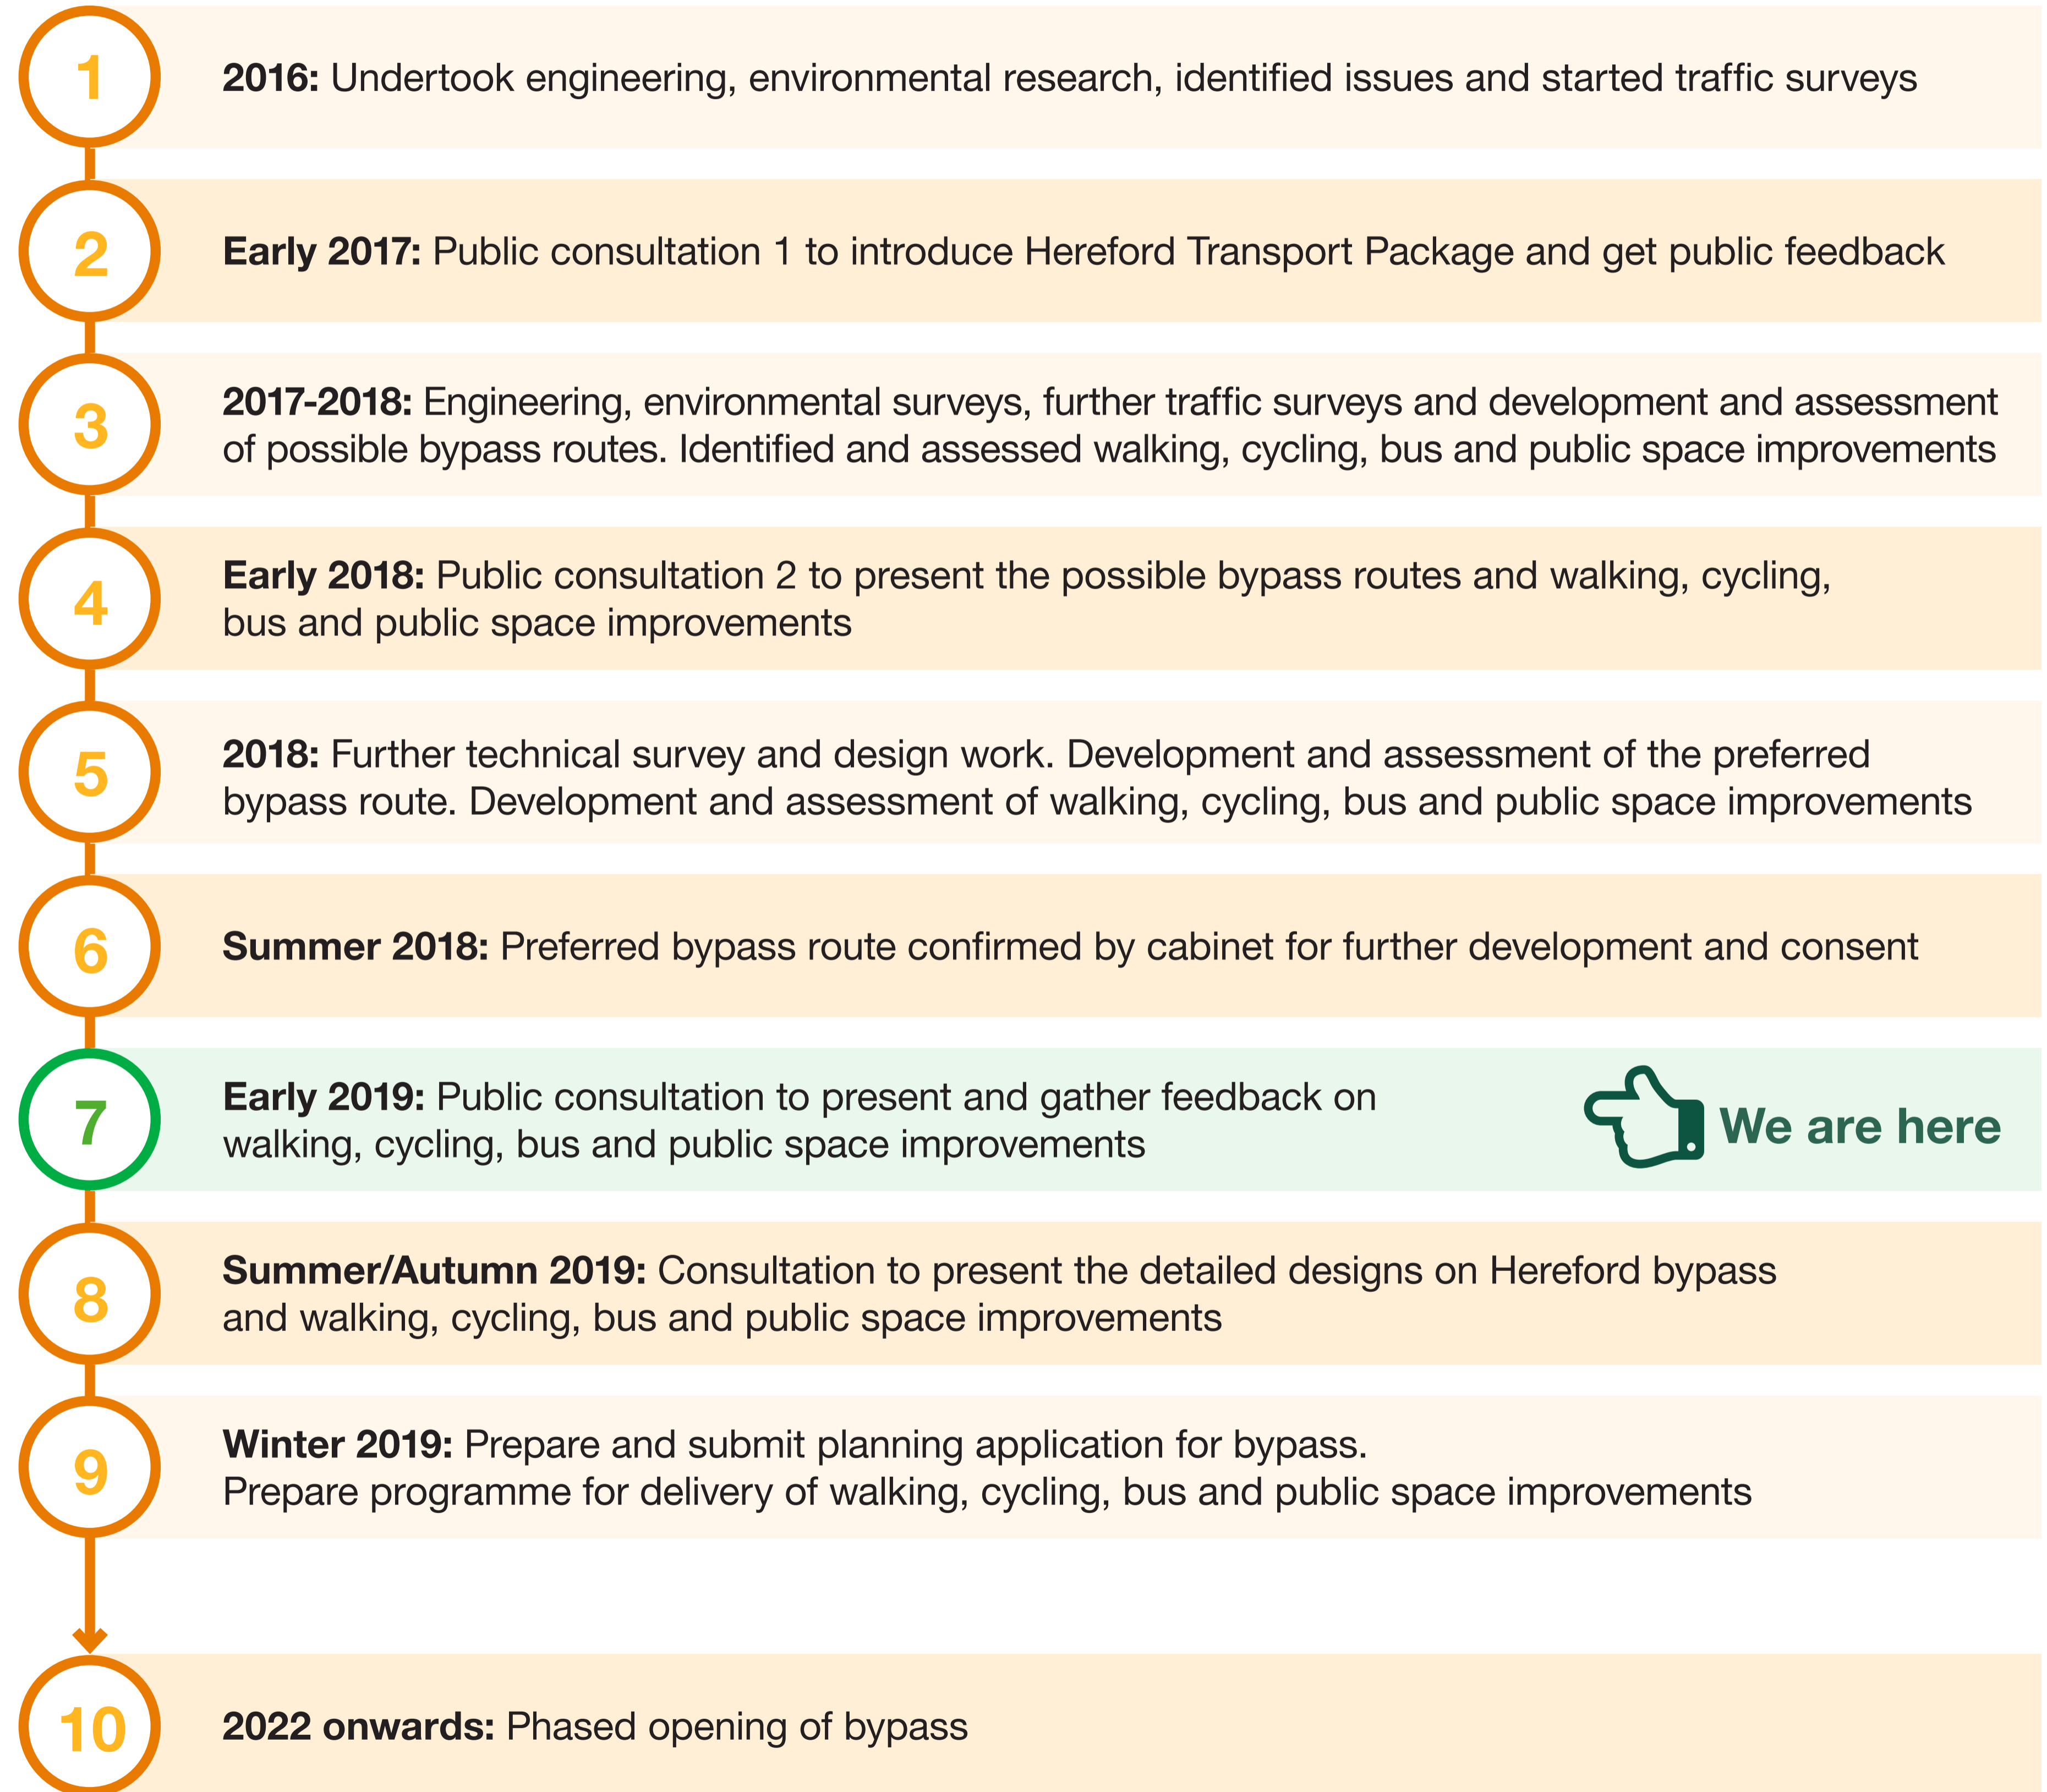 1
2016: Undertook engineering, environmental research, identified issues and started traffic surveys
2
Early 2017: Public consultation 1 to introduce Hereford Transport Package and get public feedback
3
2017-2018: Engineering, environmental surveys, further traffic surveys and development and assessment
of possible bypass routes. Identified and assessed walking, cycling, bus and public space improvements
4
Early 2018: Public consultation 2 to present the possible bypass routes and walking, cycling,
bus and public space improvements
5
2018: Further technical survey and design work. Development and assessment of the preferred
bypass route. Development and assessment of walking, cycling, bus and public space improvements
6
Summer 2018: Preferred bypass route confirmed by cabinet for further development and consent
7
Early 2019: Public consultation to present and gather feedback on
walking, cycling, bus and public space improvements
We are here
8
Summer/Autumn 2019: Consultation to present the detailed designs on Hereford bypass
and walking, cycling, bus and public space improvements
9
Winter 2019: Prepare and submit planning application for bypass.
Prepare programme for delivery of walking, cycling, bus and public space improvements
10
2022 onwards: Phased opening of bypass